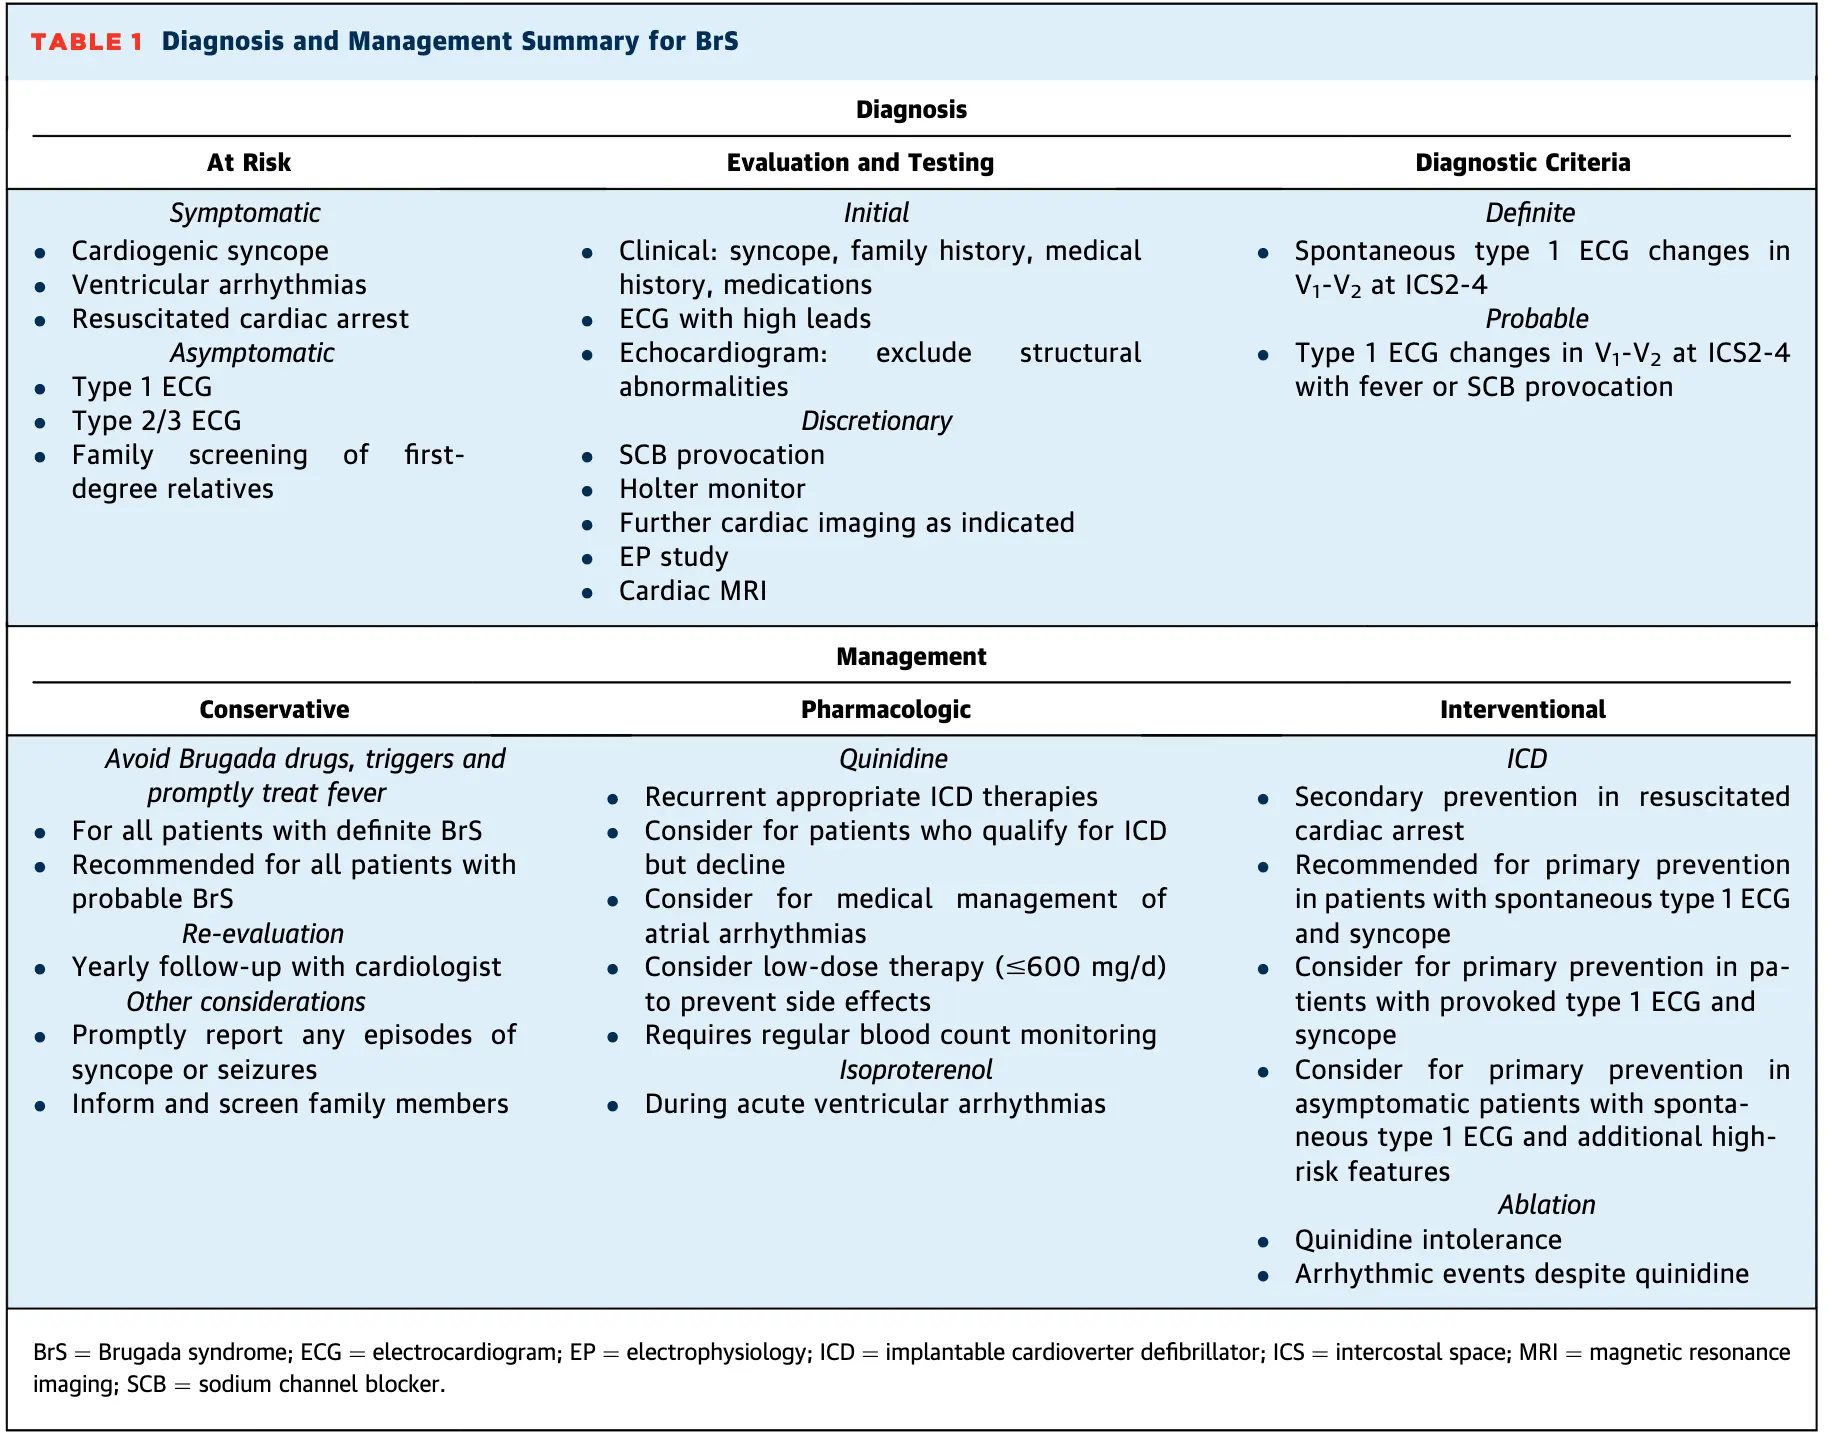 TABLE 1 Diagnosis and Management Summary for BrS
Diagnosis
At Risk
Symptomatic
• Cardiogenic syncope
• Ventricular arrhythmias
• Resuscitated cardiac arrest
Asymptomatic
• Type 1 ECG
• Type 2/3 ECG
• Family screening of first-
degree relatives
Evaluation and Testing
Initial
• Clinical: syncope, family history, medical
history, medications
• ECG with high leads
• Echocardiogram: exclude structural
abnormalities
Discretionary
• SCB provocation
• Holter monitor
• Further cardiac imaging as indicated
• EP study
• Cardiac MRI
Diagnostic Criteria
Definite
• Spontaneous type 1 ECG changes in
V₁-V₂ at ICS2-4
Probable
• Type 1 ECG changes in V₁-V₂ at ICS2-4
with fever or SCB provocation
Management
Conservative
Avoid Brugada drugs, triggers and
promptly treat fever
• For all patients with definite BrS
• Recommended for all patients with
probable BrS
Re-evaluation
• Yearly follow-up with cardiologist
Other considerations
• Promptly report any episodes of
syncope or seizures
• Inform and screen family members
Pharmacologic
Quinidine
• Recurrent appropriate ICD therapies
• Consider for patients who qualify for ICD
but decline
• Consider for medical management of
atrial arrhythmias
• Consider low-dose therapy (≤600 mg/d)
to prevent side effects
• Requires regular blood count monitoring
Isoproterenol
• During acute ventricular arrhythmias
Interventional
ICD
• Secondary prevention in resuscitated
cardiac arrest
• Recommended for primary prevention
in patients with spontaneous type 1 ECG
and syncope
• Consider for primary prevention in pa-
tients with provoked type 1 ECG and
syncope
• Consider for primary prevention in
asymptomatic patients with sponta-
neous type 1 ECG and additional high-
risk features
Ablation
• Quinidine intolerance
• Arrhythmic events despite quinidine
BrS = Brugada syndrome; ECG = electrocardiogram; EP = electrophysiology; ICD = implantable cardioverter defibrillator; ICS = intercostal space; MRI = magnetic resonance
imaging; SCB = sodium channel blocker.